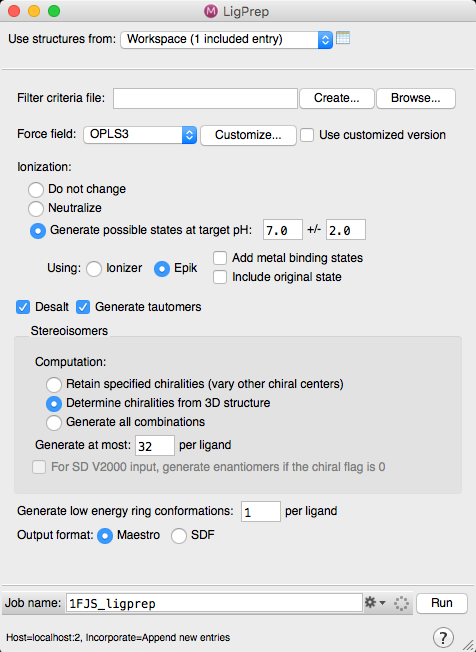 LigPrep
Use structures from: Workspace (1 included entry)
Filter criteria file: Create... Browse...
Force field: OPLS3 Customize... Use customized version
Ionization:
Do not change
Neutralize
Generate possible states at target pH: 7.0 +/- 2.0
Using: Ionizer Epik Add metal binding states
Include original state
Desalt Generate tautomers
Stereoisomers
Computation:
Retain specified chiralities (vary other chiral centers)
Determine chiralities from 3D structure
Generate all combinations
Generate at most: 32 per ligand
For SD V2000 input, generate enantiomers if the chiral flag is 0
Generate low energy ring conformations: 1 per ligand
Output format: Maestro SDF
Job name: 1FJS_ligprep Run
Host=localhost:2, Incorporate=Append new entries ?